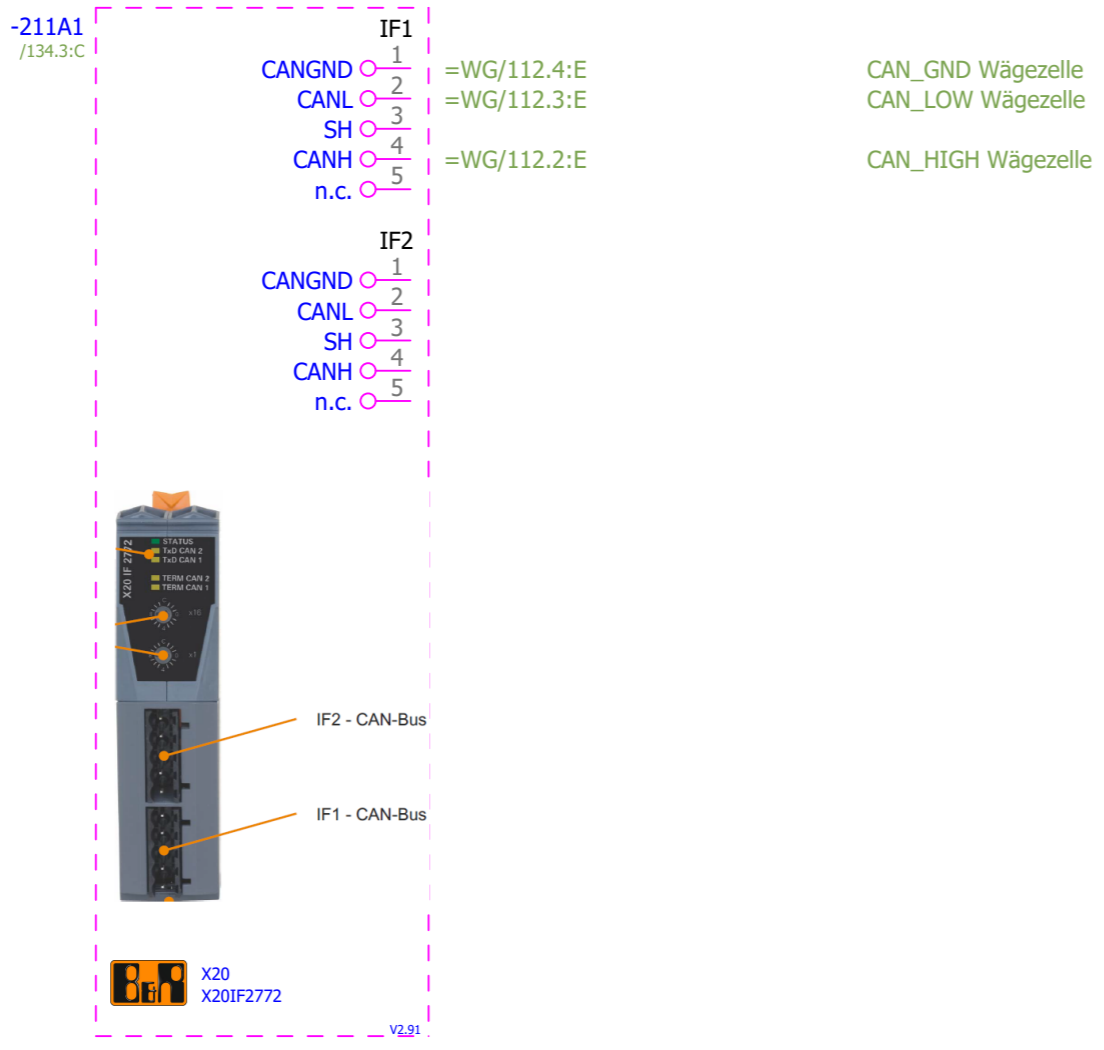 -211A1
/134.3:C
IF1
CANGND 1 =WG/112.4:E CAN_GND Wägezelle
CANL 2 =WG/112.3:E CAN_LOW Wägezelle
SH 3
CANH 4 =WG/112.2:E CAN_HIGH Wägezelle
n.c. 5
IF2
CANGND 1
CANL 2
SH 3
CANH 4
n.c. 5
X20 IF 2772
STATUS
TxD CAN 2
TxD CAN 1
TERM CAN 2
TERM CAN 1
x16
x1
IF2 - CAN-Bus
IF1 - CAN-Bus
B&R
X20
X20IF2772
V2.91